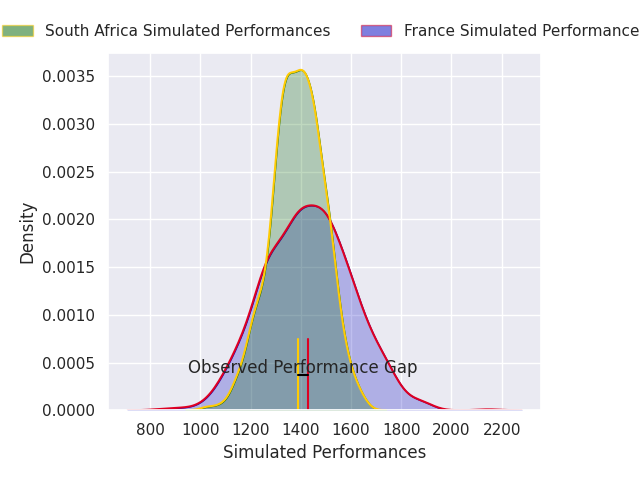 South Africa Simulated Performances France Simulated Performance
0.0035
0.0030
0.0025
0.0020
0.0015
0.0010
0.0005
0.0000
Density
Observed Performance Gap
800 1000 1200 1400 1600 1800 2000 2200
Simulated Performances